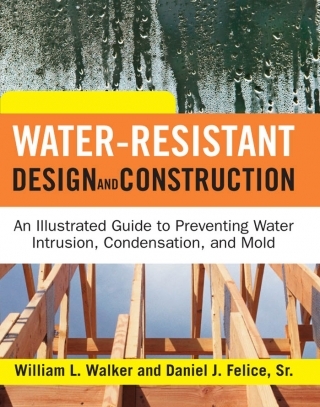 WATER-RESISTANT
DESIGN AND CONSTRUCTION
An Illustrated Guide to Preventing Water
Intrusion, Condensation, and Mold
William L. Walker and Daniel J. Felice, Sr.